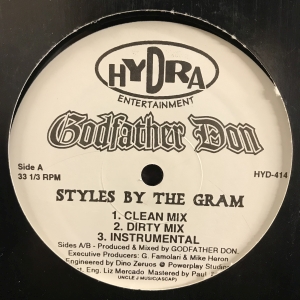 HYDRA
ENTERTAINMENT
Godfather Don
Side A
33 1/3 RPM
HYD-414
STYLES BY THE GRAM
1. CLEAN MIX
2. DIRTY MIX
3. INSTRUMENTAL
Sides A/B - Produced & Mixed by GODFATHER DON.
Executive Producers: G. Famolari & Mike Heron
Engineered by Dino Zeruos @ Powerplay Studios
st. Eng. Liz Mercado. Mastered by Paul
UNCLE J MUSIC(ASCAP)